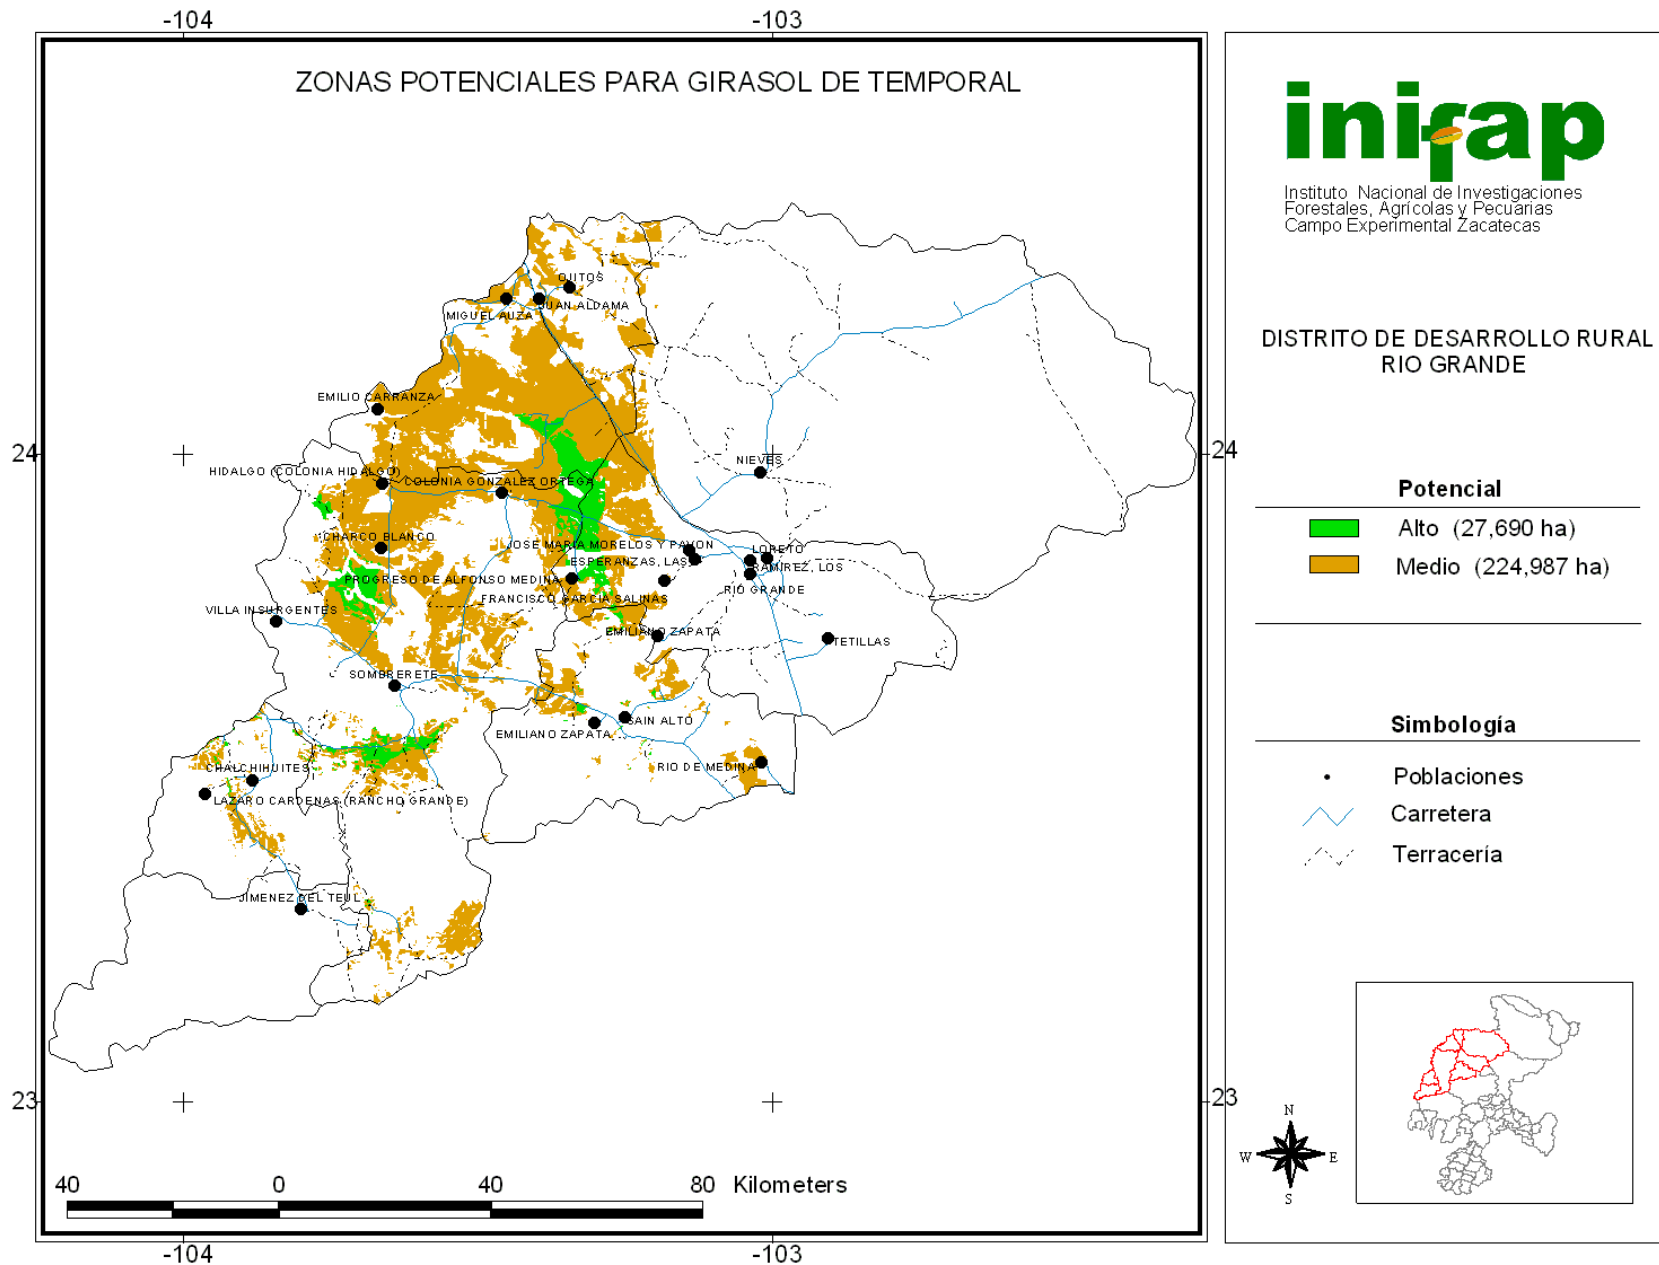 -104
-103
ZONAS POTENCIALES PARA GIRASOL DE TEMPORAL
inifap
Instituto Nacional de Investigaciones
Forestales, Agrícolas y Pecuarias
Campo Experimental Zacatecas
DISTRITO DE DESARROLLO RURAL
RIO GRANDE
OJITOS
JUAN ALDAMA
MIGUEL AUZA
EMILIO CARRANZA
24
24
NIEVES
HIDALGO (COLONIA HIDALGO)
COLONIA GONZALEZ ORTEGA
Potencial
Alto (27,690 ha)
Medio (224,987 ha)
CHARCO BLANCO
JOSE MARIA MORELOS Y PAVON
LORETO
ESPERANZAS, LAS
RAMIREZ, LOS
PROGRESO DE ALFONSO MEDINA
RIO GRANDE
FRANCISCO GARCIA SALINAS
VILLA INSURGENTES
EMILIANO ZAPATA
TETILLAS
SOMBRERETE
SAIN ALTO
EMILIANO ZAPATA
RIO DE MEDINA
CHALCHIHUITES
LAZARO CARDENAS (RANCHO GRANDE)
JIMENEZ DEL TEUL
Simbología
Poblaciones
Carretera
Terracería
23
23
N
W
E
S
40
0
40
80 Kilometers
-104
-103